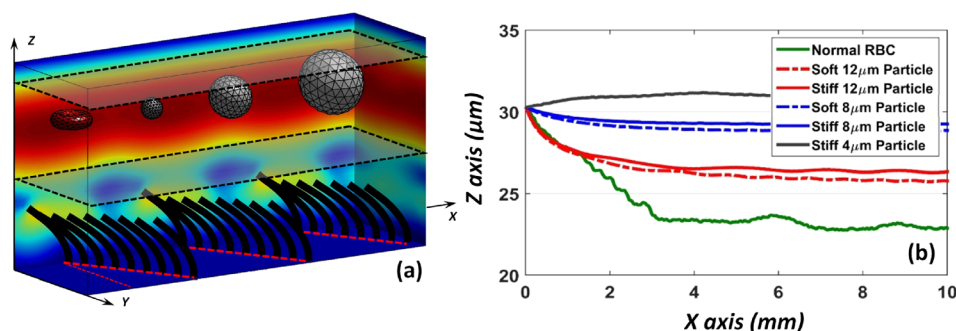 Z
X
Y
(a)
35
30
25
20
Z axis (μm)
Normal RBC
Soft 12μm Particle
Stiff 12μm Particle
Soft 8μm Particle
Stiff 8μm Particle
Stiff 4μm Particle
(b)
0 2 4 6 8 10
X axis (mm)